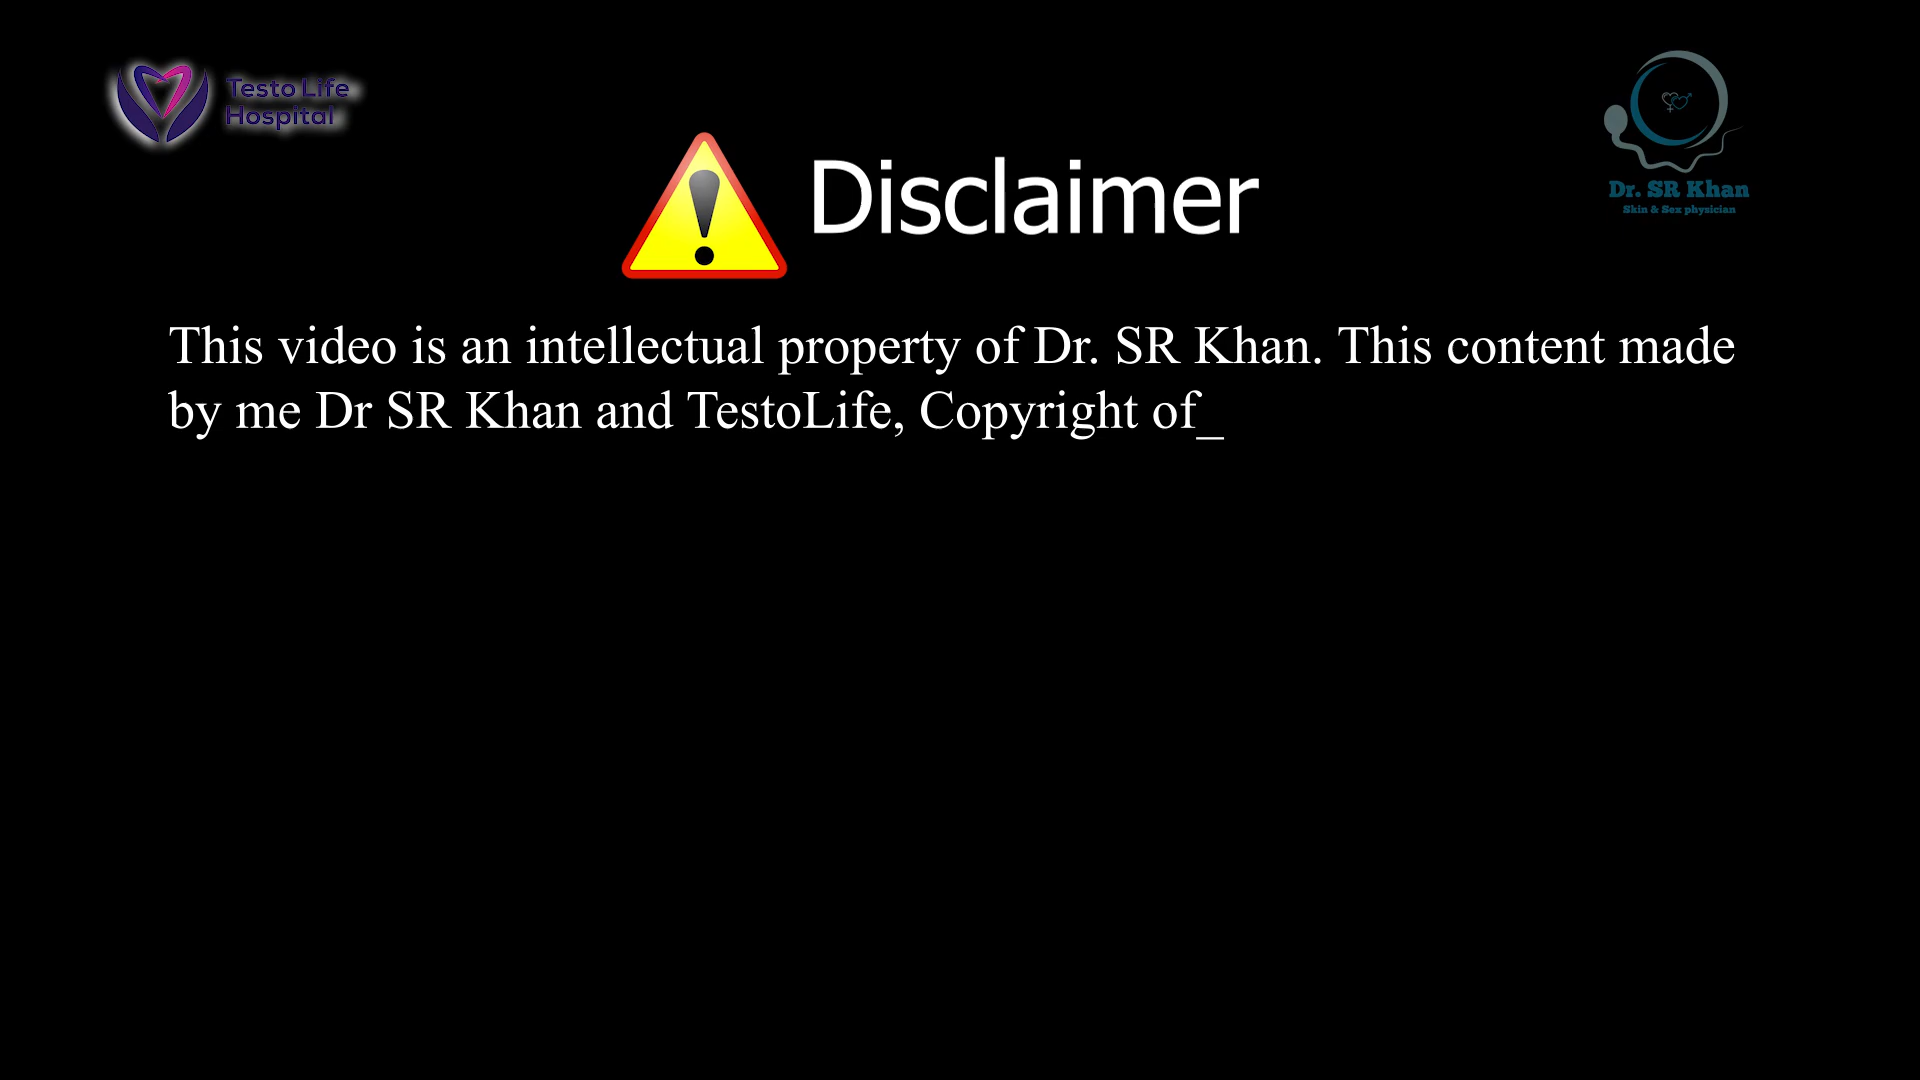 Testo Life
Hospital
Dr. SR Khan
Skin & Sex physician
Disclaimer
This video is an intellectual property of Dr. SR Khan. This content made
by me Dr SR Khan and TestoLife, Copyright of_